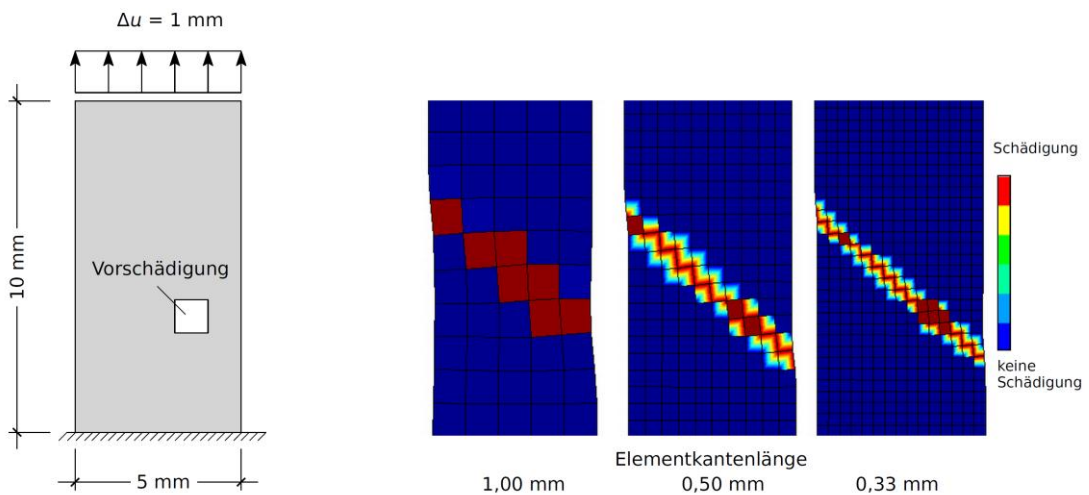 Δu = 1 mm
10 mm
Vorschädigung
5 mm
Schädigung
keine
Schädigung
Elementkantenlänge
1,00 mm
0,50 mm
0,33 mm